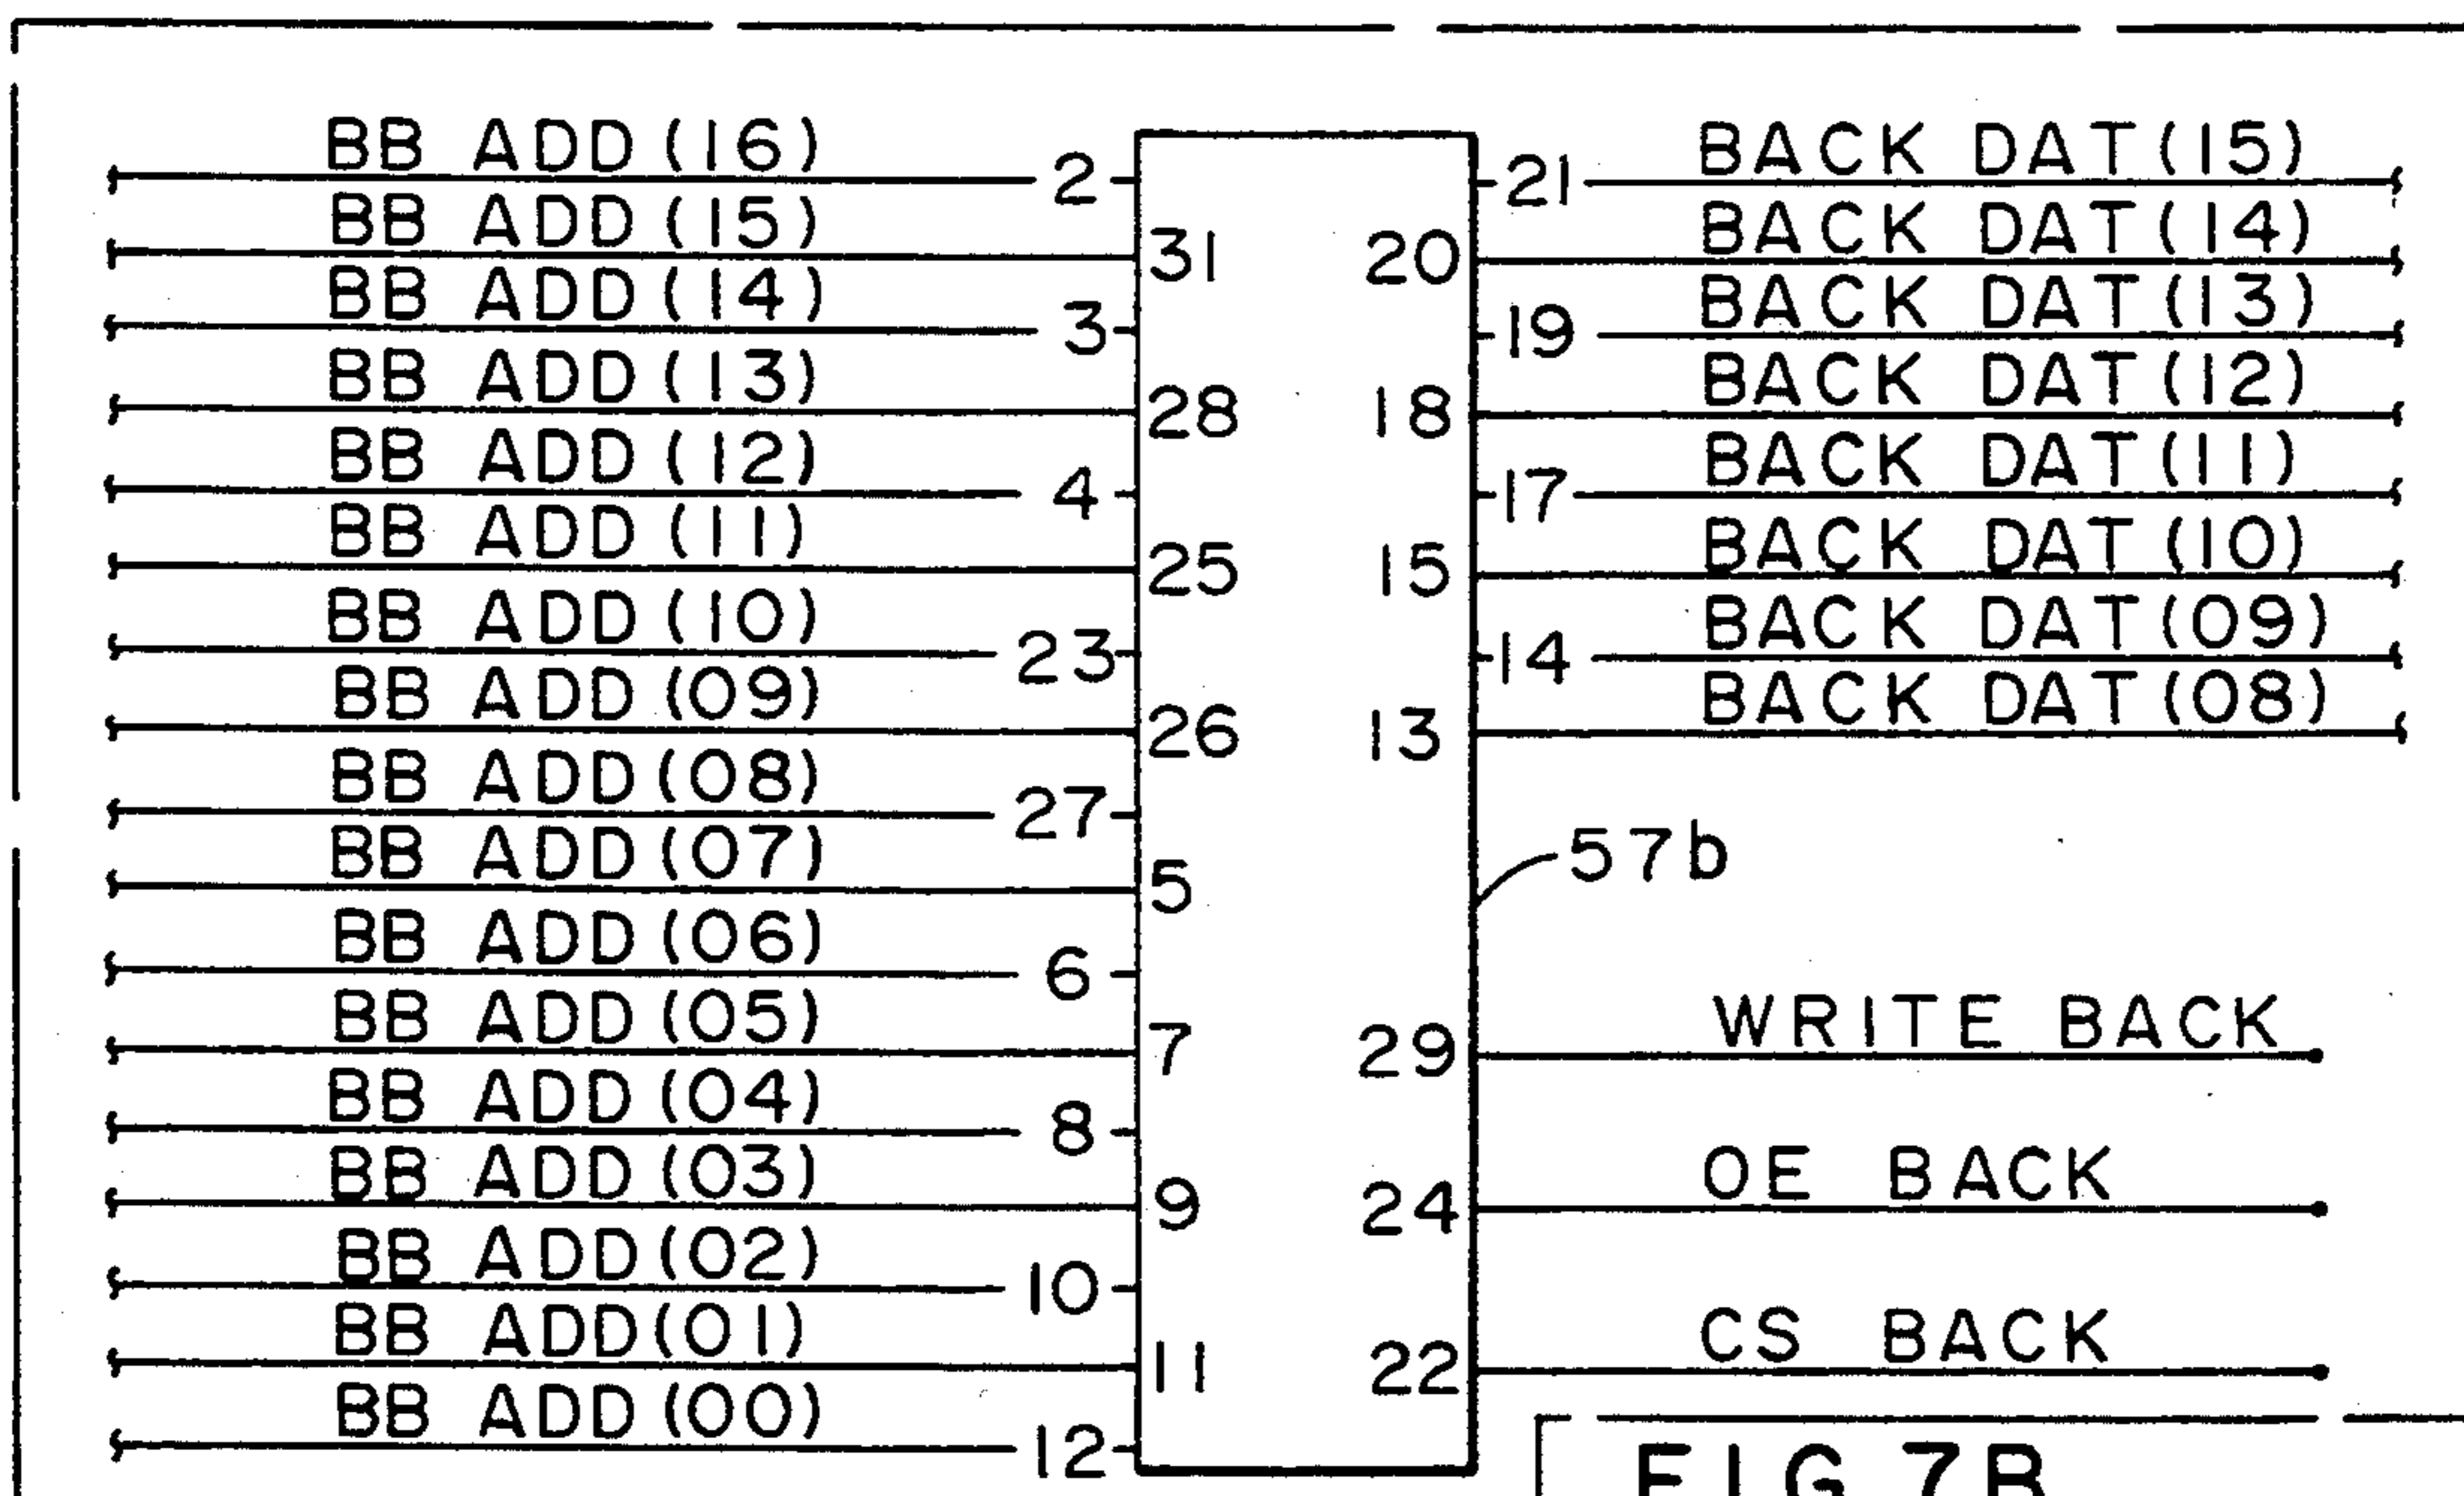 BB ADD(16) 2 21 BACK DAT(15)
BB ADD(15) 31 20 BACK DAT(14)
BB ADD(14) 3 19 BACK DAT(13)
BB ADD(13) 28 18 BACK DAT(12)
BB ADD(12) 4 17 BACK DAT(11)
BB ADD(11) 25 15 BACK DAT(10)
BB ADD(10) 23 14 BACK DAT(09)
BB ADD(09) 26 13 BACK DAT(08)
BB ADD(08) 27
BB ADD(07) 5 57b
BB ADD(06) 6
BB ADD(05) 7 29 WRITE BACK
BB ADD(04) 8
BB ADD(03) 9 24 OE BACK
BB ADD(02) 10
BB ADD(01) 11 22 CS BACK
BB ADD(00) 12
FIG 7B